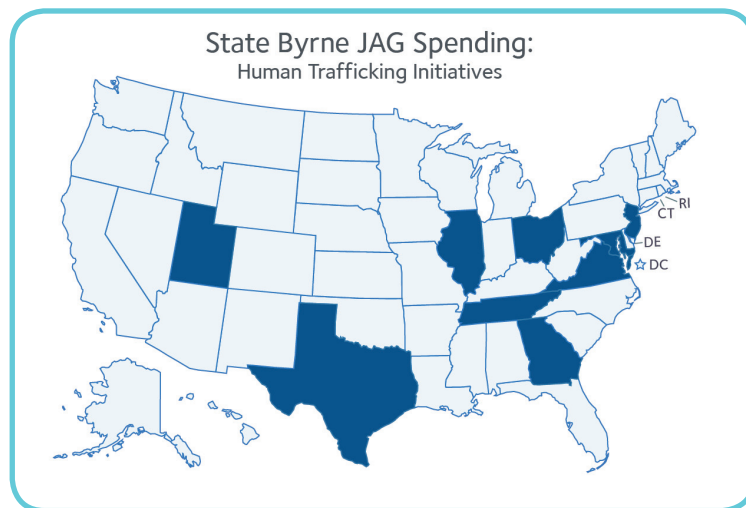 State Byrne JAG Spending:
Human Trafficking Initiatives
RI
CT
DE
DC